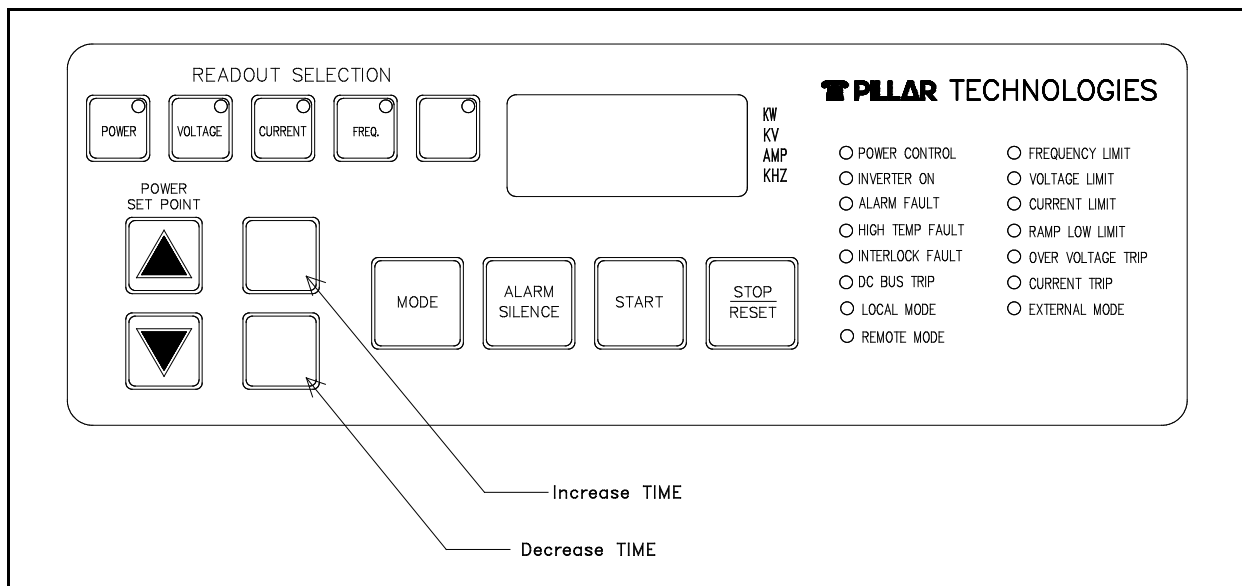 READOUT SELECTION
POWER
VOLTAGE
CURRENT
FREQ.
KW
KV
AMP
KHZ
PILLAR TECHNOLOGIES
POWER
SET POINT
MODE
ALARM
SILENCE
START
STOP
RESET
POWER CONTROL
INVERTER ON
ALARM FAULT
HIGH TEMP FAULT
INTERLOCK FAULT
DC BUS TRIP
LOCAL MODE
REMOTE MODE
FREQUENCY LIMIT
VOLTAGE LIMIT
CURRENT LIMIT
RAMP LOW LIMIT
OVER VOLTAGE TRIP
CURRENT TRIP
EXTERNAL MODE
Increase TIME
Decrease TIME